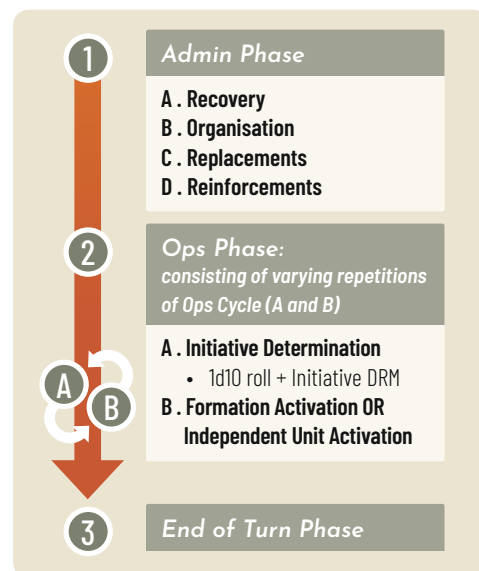 1
Admin Phase
A . Recovery
B . Organisation
C . Replacements
D . Reinforcements
2
Ops Phase:
consisting of varying repetitions
of Ops Cycle (A and B)
A . Initiative Determination
• 1d10 roll + Initiative DRM
B . Formation Activation OR
Independent Unit Activation
A
B
3
End of Turn Phase